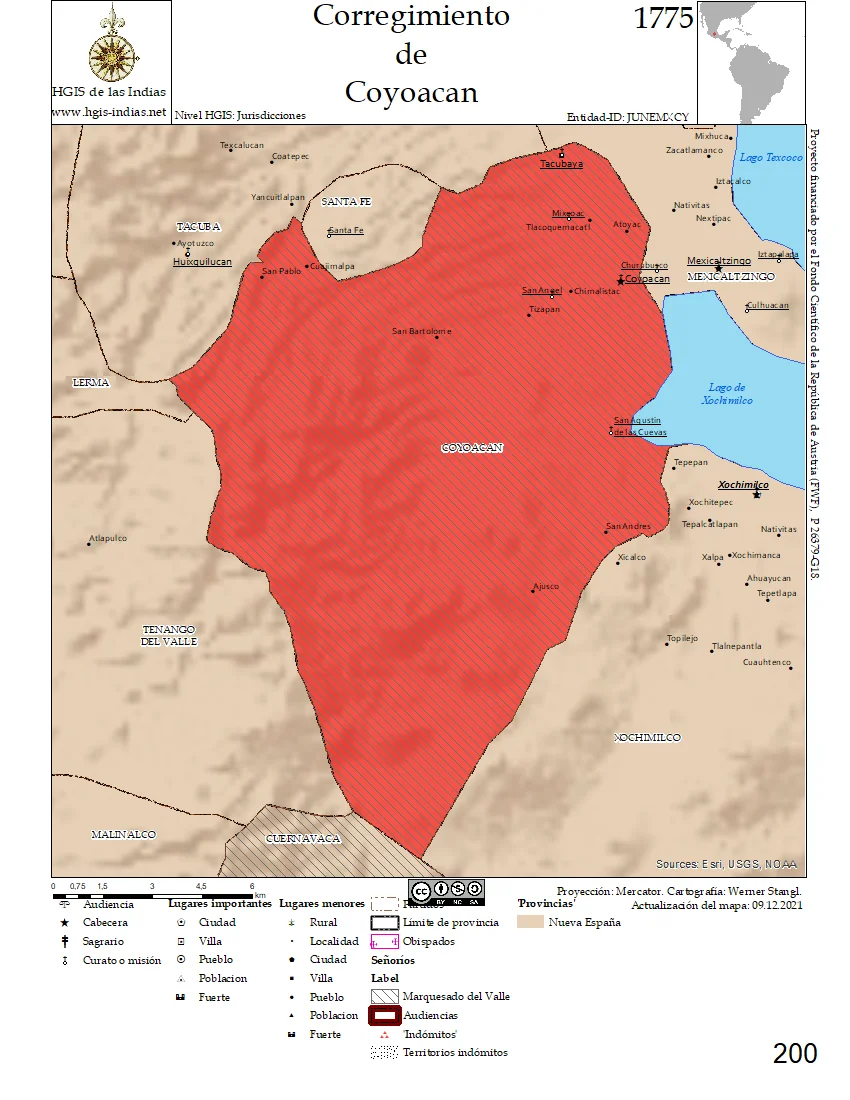 Corregimiento
de
Coyoacan
1775
HGIS de las Indias
www.hgis-indias.net
Nivel HGIS: Jurisdicciones
Entidad-ID: JUNEMXCY
Texcalucan
Coatepec
Tacubaya
Mixhuca
Zacatlamanco
Lago Texcoco
Iztacalco
Yancuitlalpan
SANTA FE
Nativitas
Nextipac
Mixcoac
Tlacoquemacatl
Atoyac
TACUBA
Santa Fe
Ayotuzco
Huixquilucan
San Pablo
Cuajimalpa
Churubusco
Coyoacan
Mexicaltzingo
MEXICALTZINGO
Iztapalapa
San Angel
Chimalistac
Tizapan
Culhuacan
San Bartolome
LERMA
Lago de
Xochimilco
San Agustin
de las Cuevas
COYOACAN
Tepepan
Xochimilco
Xochitepec
Tepalcatlapan
Nativitas
San Andres
Atlapulco
Xicalco
Xalpa
Xochimanca
Ahuayucan
Tepetlapa
Ajusco
TENANGO
DEL VALLE
Topilejo
Tlalnepantla
Cuauhtenco
XOCHIMILCO
MALINALCO
CUERNAVACA
Sources: Esri, USGS, NOAA
Proyecto financiado por el Fondo Científico de la República de Austria (FWF), P 26379-G18.
0 0,75 1,5 3 4,5 6
km
CC BY NC SA
Proyección: Mercator. Cartografía: Werner Stangl.
Actualización del mapa: 09.12.2021
Audiencia
Cabecera
Sagrario
Curato o misión
Lugares importantes
Ciudad
Villa
Pueblo
Poblacion
Fuerte
Lugares menores
Rural
Localidad
Ciudad
Villa
Pueblo
Poblacion
Fuerte
Límite de provincia
Obispados
Señoríos
Label
Marquesado del Valle
Audiencias
'Indómitos'
Territorios indómitos
'Provincias'
Nueva España
200